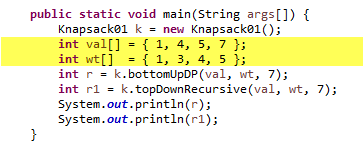 public static void main(String args[]) {
Knapsack01 k = new Knapsack01();
int val[] = { 1, 4, 5, 7 };
int wt[]  = { 1, 3, 4, 5 };
int r = k.bottomUpDP(val, wt, 7);
int r1 = k.topDownRecursive(val, wt, 7);
System.out.println(r);
System.out.println(r1);
}